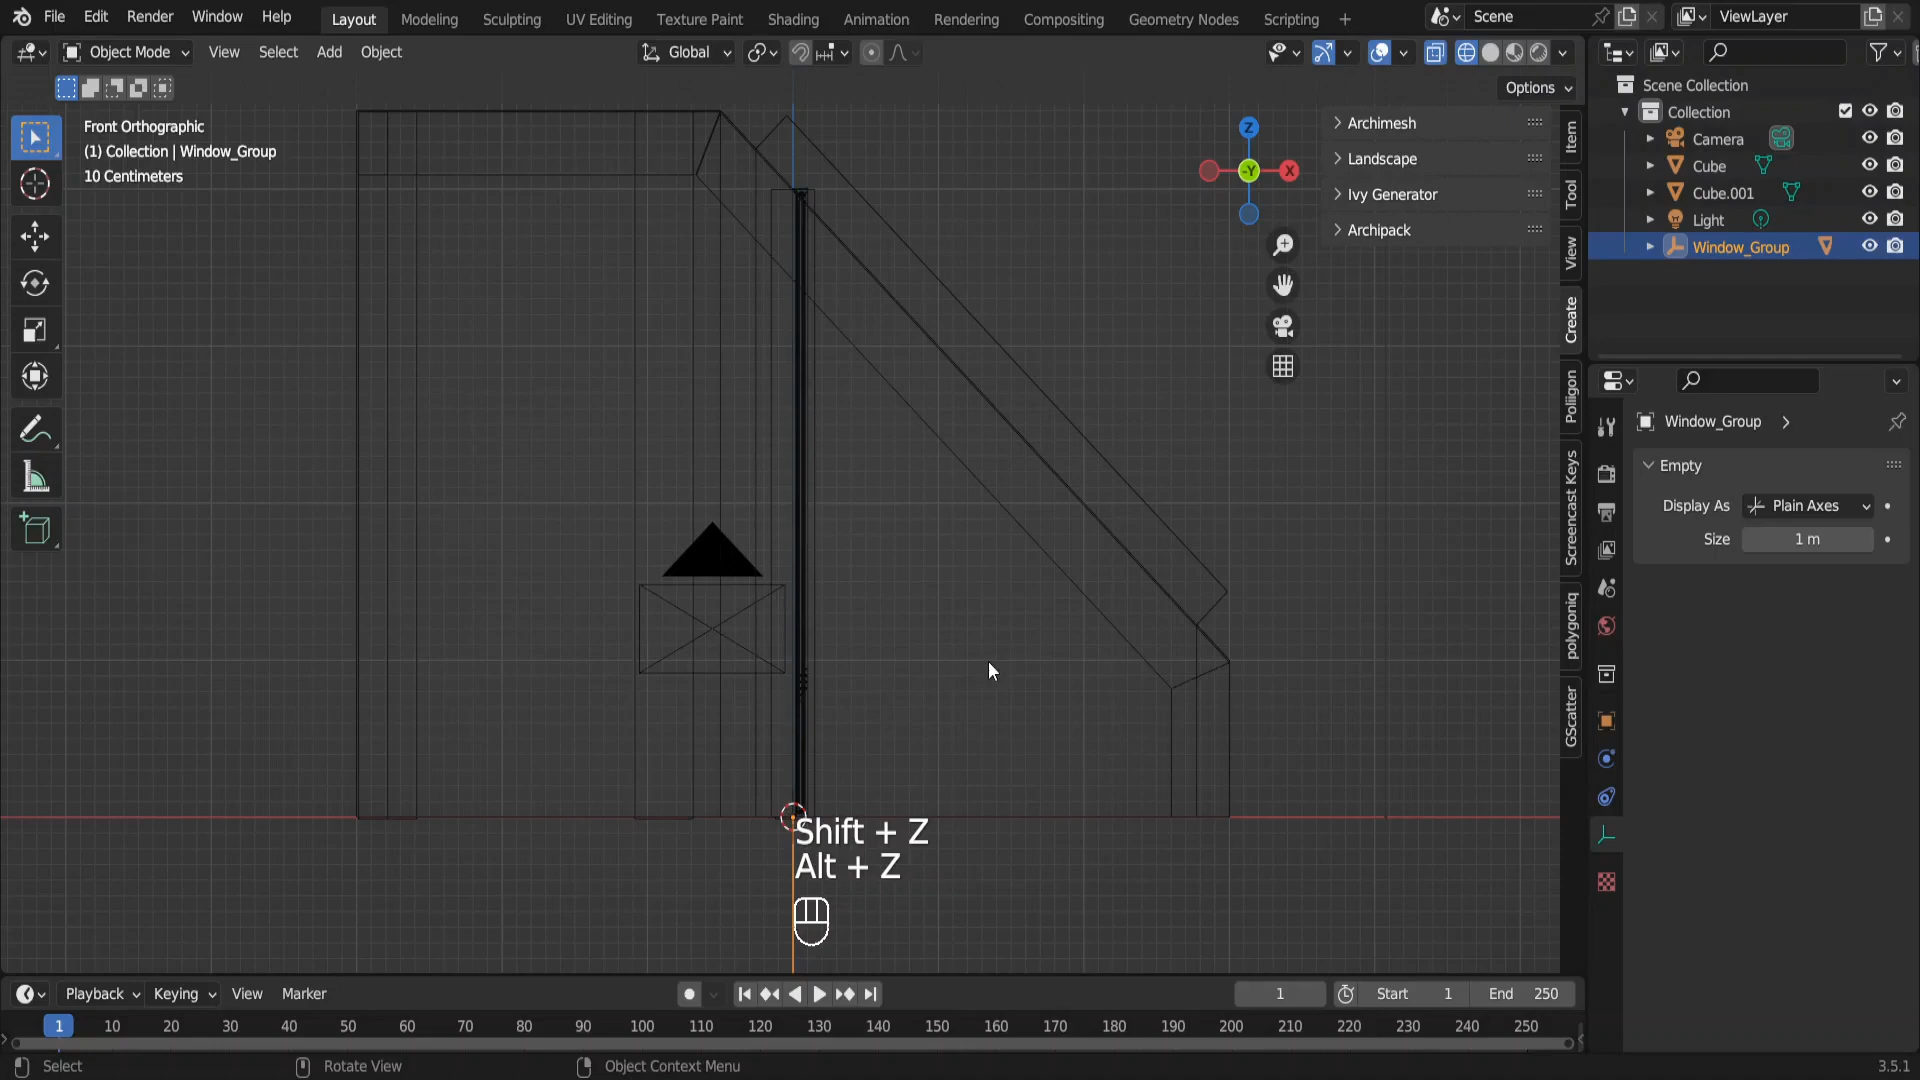 File Edit Render Window Help Layout Modeling Sculpting UV Editing Texture Paint Shading Animation Rendering Compositing Geometry Nodes Scripting Scene ViewLayer
Object Mode View Select Add Object Global
Options
Front Orthographic
(1) Collection | Window_Group
10 Centimeters
Z
-Y
X
Archimesh
Landscape
Ivy Generator
Archipack
Item
Tool
View
Create
Poliigon
Screencast Keys
polygoniq
GScatter
Scene Collection
Collection
Camera
Cube
Cube.001
Light
Window_Group
Window_Group
Empty
Display As Plain Axes
Size 1 m
Shift + Z
Alt + Z
Playback Keying View Marker 1 Start 1 End 250
1 10 20 30 40 50 60 70 80 90 100 110 120 130 140 150 160 170 180 190 200 210 220 230 240 250
Select Rotate View Object Context Menu 3.5.1